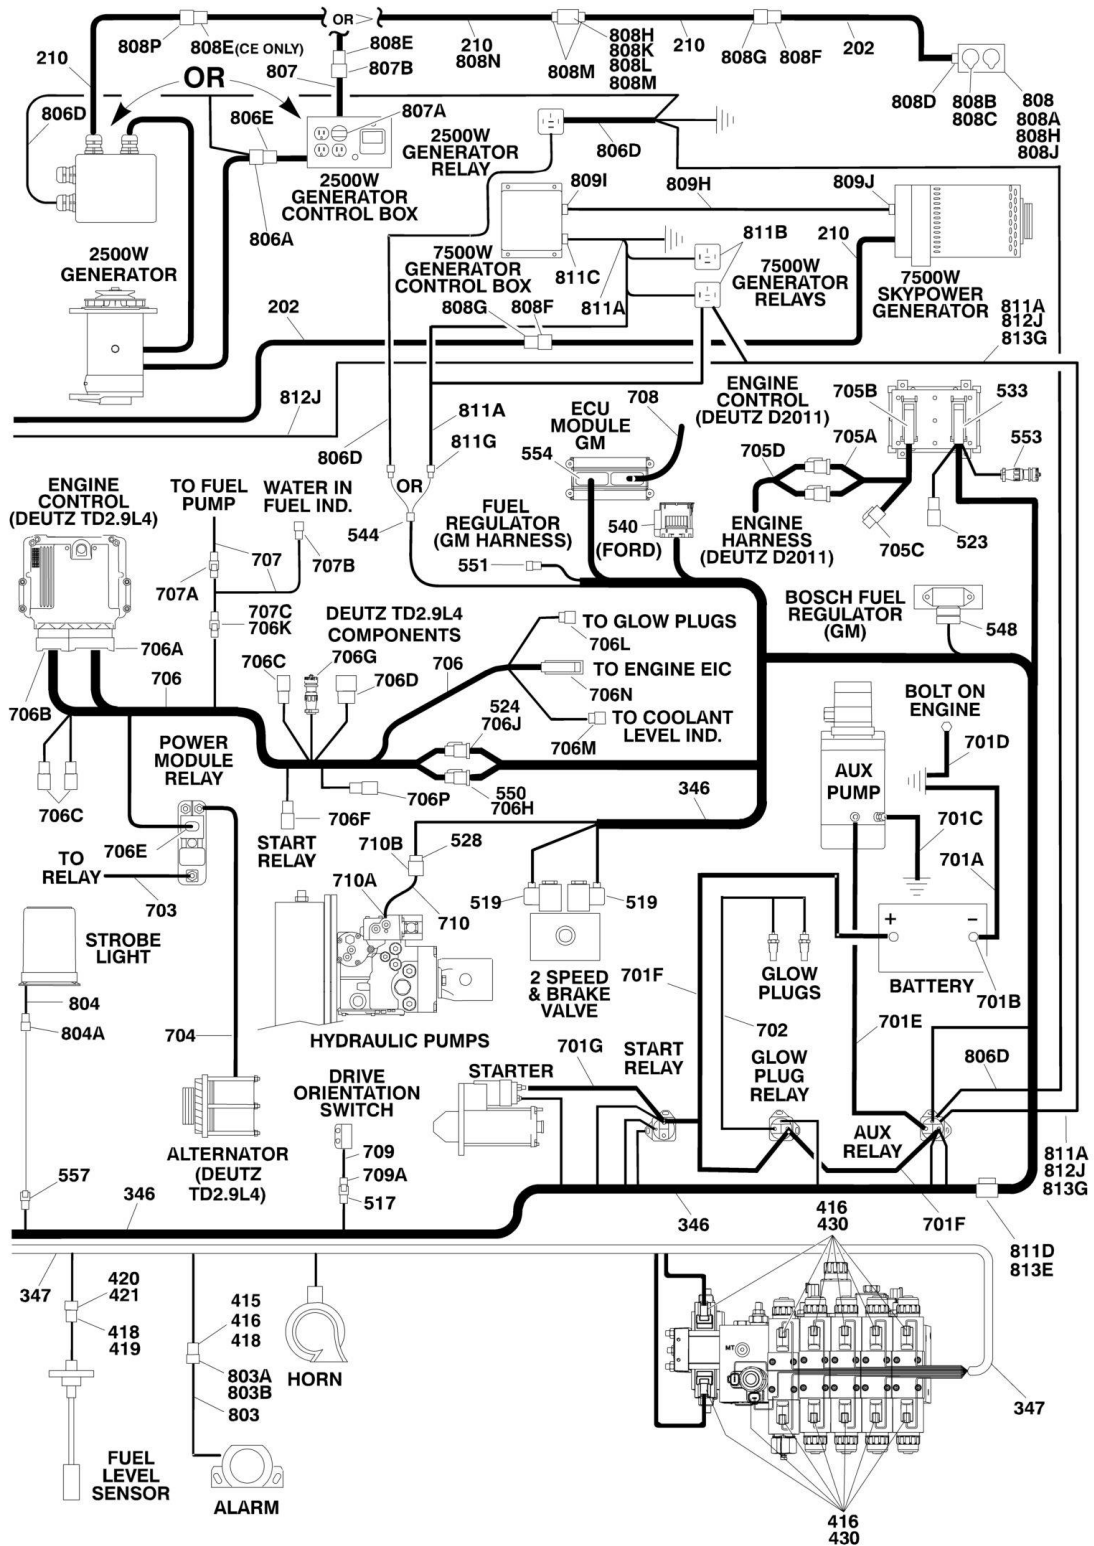 OR
808P
808E(CE ONLY)
808E
807B
210
808N
808M
808H
808K
808L
808M
210
808G
808F
202
808D
808B
808C
808
808A
808H
808J
210
OR
807
806D
806E
807A
2500W
GENERATOR
RELAY
806D
2500W
GENERATOR
CONTROL BOX
806A
809I
809H
809J
2500W
GENERATOR
7500W
GENERATOR
CONTROL BOX
811C
811A
811B
7500W
GENERATOR
RELAYS
210
7500W
SKYPOWER
GENERATOR
811A
812J
813G
202
808G
808F
812J
806D
811A
811G
OR
544
ECU
MODULE
GM
708
554
ENGINE
CONTROL
(DEUTZ D2011)
705B
705A
705D
533
553
ENGINE
HARNESS
(DEUTZ D2011)
705C
523
ENGINE
CONTROL
(DEUTZ TD2.9L4)
TO FUEL
PUMP
WATER IN
FUEL IND.
707
707B
707A
707C
706K
FUEL
REGULATOR
(GM HARNESS)
551
540
(FORD)
BOSCH FUEL
REGULATOR
(GM)
548
706A
706B
706
DEUTZ TD2.9L4
COMPONENTS
706C
706G
706D
706
TO GLOW PLUGS
706L
TO ENGINE EIC
706N
TO COOLANT
LEVEL IND.
706M
524
706J
550
706H
706P
706F
START
RELAY
706C
POWER
MODULE
RELAY
706E
TO
RELAY
703
346
AUX
PUMP
BOLT ON
ENGINE
701D
701C
701A
+
−
BATTERY
701B
710B
528
710A
710
HYDRAULIC PUMPS
519
519
2 SPEED
& BRAKE
VALVE
STROBE
LIGHT
804
804A
704
701F
GLOW
PLUGS
702
701E
806D
701G
START
RELAY
GLOW
PLUG
RELAY
STARTER
AUX
RELAY
DRIVE
ORIENTATION
SWITCH
709
709A
517
ALTERNATOR
(DEUTZ
TD2.9L4)
557
346
346
701F
811A
812J
813G
811D
813E
347
420
421
418
419
415
416
418
803A
803B
803
HORN
FUEL
LEVEL
SENSOR
ALARM
416
430
MT
347
416
430